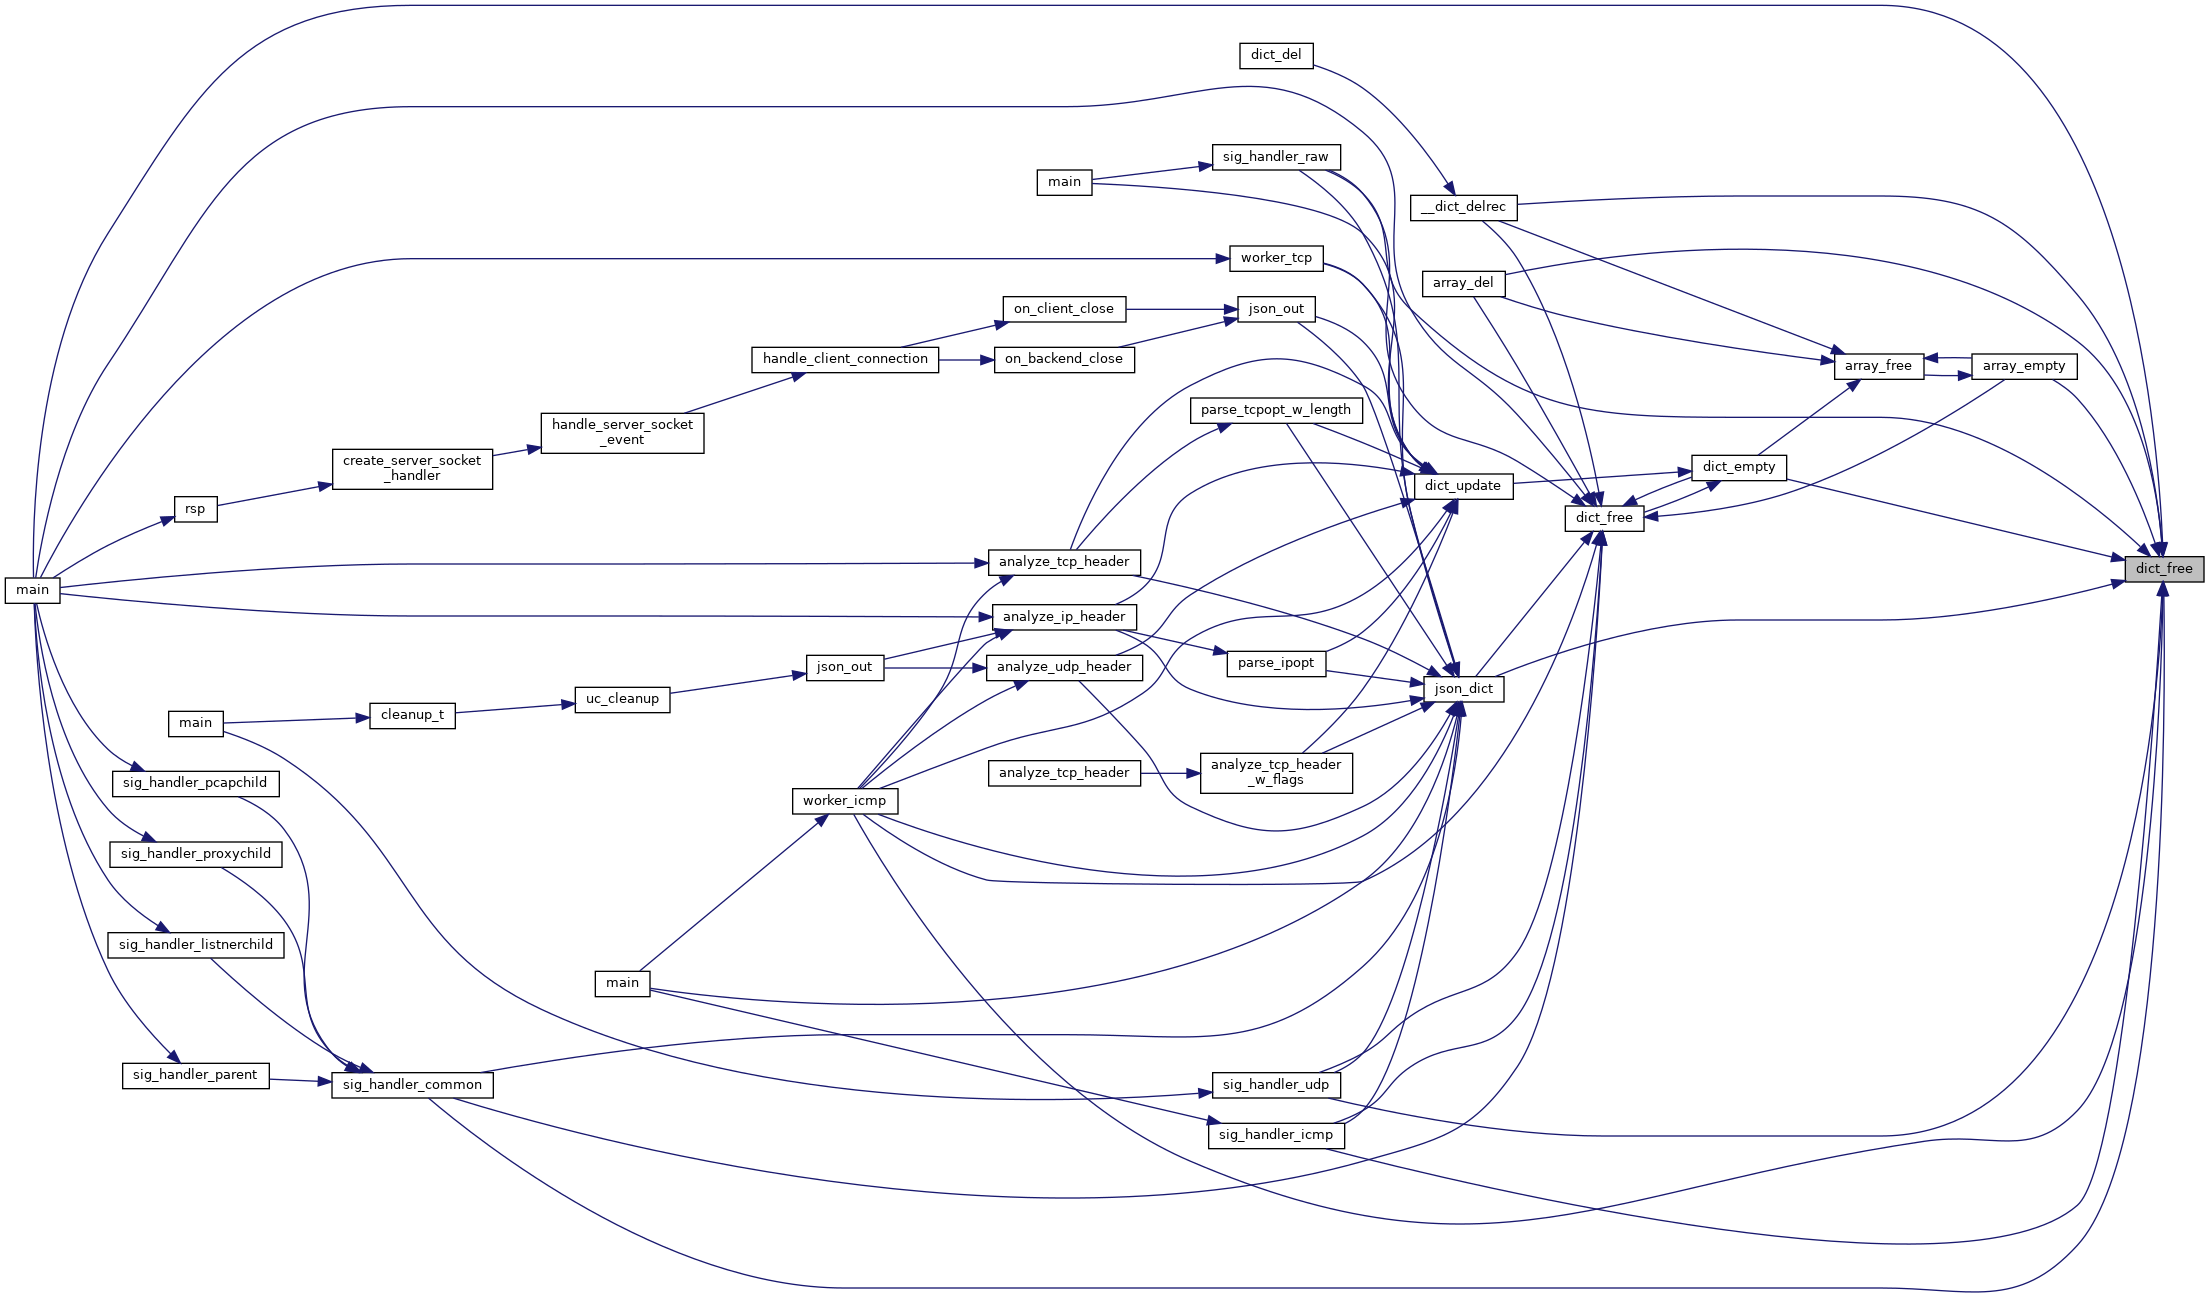 dict_del
sig_handler_raw
main
__dict_delrec
worker_tcp
array_del
on_client_close
json_out
handle_client_connection
on_backend_close
array_free
array_empty
parse_tcpopt_w_length
handle_server_socket
_event
create_server_socket
_handler
dict_empty
dict_update
rsp
dict_free
analyze_tcp_header
dict_free
main
analyze_ip_header
json_out
analyze_udp_header
parse_ipopt
json_dict
uc_cleanup
cleanup_t
main
sig_handler_pcapchild
analyze_tcp_header
analyze_tcp_header
_w_flags
worker_icmp
sig_handler_proxychild
sig_handler_listnerchild
main
sig_handler_parent
sig_handler_common
sig_handler_udp
sig_handler_icmp